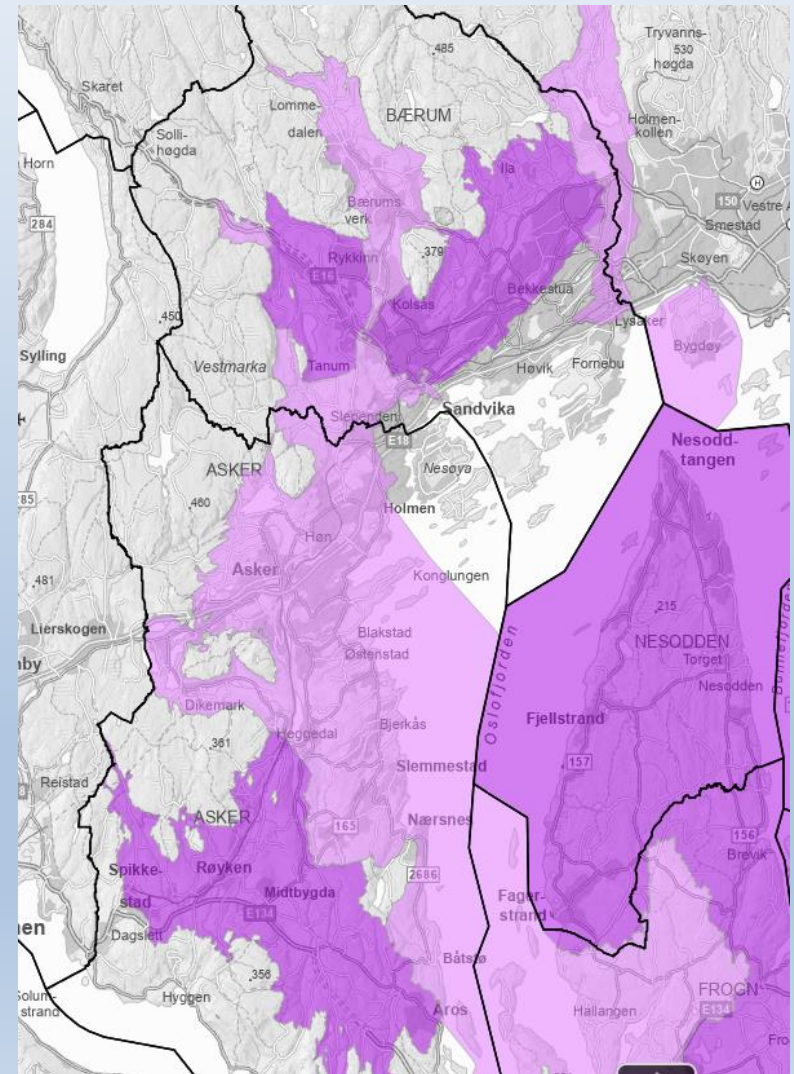 Tryvanns-
530
høgda
Skaret
485
Lomme-
dalen
BÆRUM
Solli-
høgda
Holmen-
kollen
Horn
Ila
H
284
Bærums
verk
150
Vestre
Smestad
Rykkinn
379
Skøyen
E16
Bekkestua
Kolsås
450
Lysaker
Sylling
Vestmarka
Tanum
Høvik
Fornebu
Bygdøy
Slependen
Sandvika
E18
Nesodd-
tangen
ASKER
Nesøya
85
460
Holmen
Høn
Asker
Konglungen
481
215
Lierskogen
Blakstad
Østenstad
Oslofjorden
NESODDEN
Torget
Nesodden
Dikemark
Bjerkås
Fjellstrand
Heggedal
361
Slemmestad
157
Reistad
ASKER
165
Nærsnes
156
Brevik
Spikke-
stad
Røyken
Midtbygda
2686
Fager-
strand
E134
Dagslett
Båtstø
356
FROGN
Solum-
strand
Hyggen
Åros
Hallangen
E134